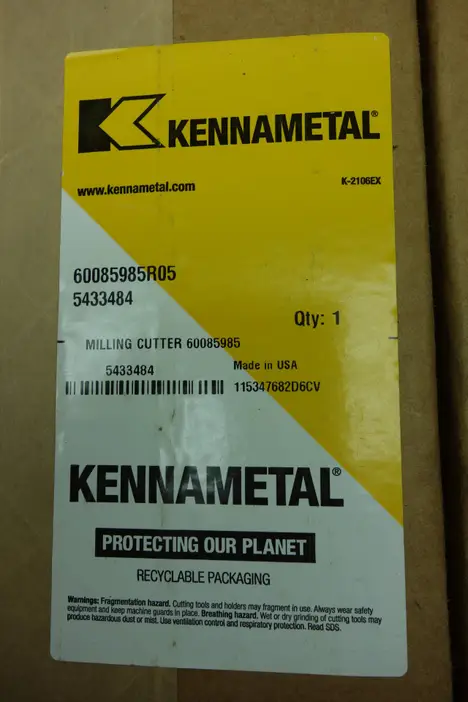 KENNAMETAL®
www.kennametal.com K-2106EX
60085985R05
5433484
Qty: 1
MILLING CUTTER 60085985
5433484 Made in USA
115347682D6CV
KENNAMETAL®
PROTECTING OUR PLANET
RECYCLABLE PACKAGING
Warnings: Fragmentation hazard. Cutting tools and holders may fragment in use. Always wear safety
equipment and keep machine guards in place. Breathing hazard. Wet or dry grinding of cutting tools may
produce hazardous dust or mist. Use ventilation control and respiratory protection. Read SDS.